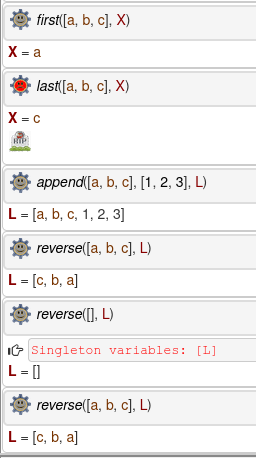 first([a, b, c], X)
X = a
last([a, b, c], X)
X = c
append([a, b, c], [1, 2, 3], L)
L = [a, b, c, 1, 2, 3]
reverse([a, b, c], L)
L = [c, b, a]
reverse([], L)
Singleton variables: [L]
L = []
reverse([a, b, c], L)
L = [c, b, a]